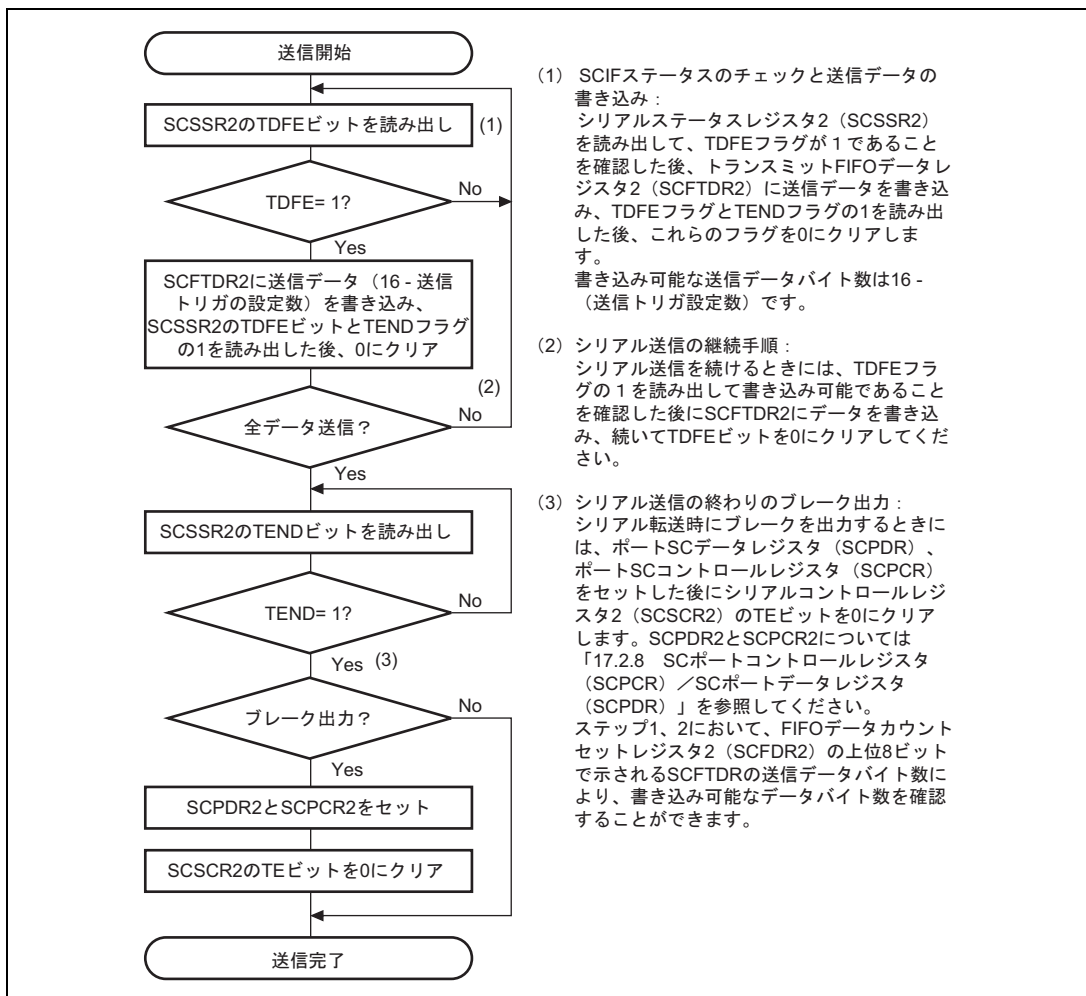 送信開始
SCSSR2のTDFEビットを読み出し
(1)
TDFE= 1?
No
Yes
SCFTDR2に送信データ（16 - 送信
トリガの設定数）を書き込み、
SCSSR2のTDFEビットとTENDフラグ
の1を読み出した後、0にクリア
(2)
全データ送信？
No
Yes
SCSSR2のTENDビットを読み出し
TEND= 1?
No
Yes
(3)
ブレーク出力？
No
Yes
SCPDR2とSCPCR2をセット
SCSCR2のTEビットを0にクリア
送信完了
（1） SCIFステータスのチェックと送信データの
書き込み：
シリアルステータスレジスタ2（SCSSR2）
を読み出して、TDFEフラグが１であること
を確認した後、トランスミットFIFOデータレ
ジスタ2（SCFTDR2）に送信データを書き込
み、TDFEフラグとTENDフラグの1を読み出
した後、これらのフラグを0にクリアしま
す。
書き込み可能な送信データバイト数は16 -
（送信トリガ設定数）です。
（2）シリアル送信の継続手順：
シリアル送信を続けるときには、TDFEフラ
グの１を読み出して書き込み可能であること
を確認した後にSCFTDR2にデータを書き込
み、続いてTDFEビットを0にクリアしてくだ
さい。
（3）シリアル送信の終わりのブレーク出力：
シリアル転送時にブレークを出力するときに
は、ポートSCデータレジスタ（SCPDR）、
ポートSCコントロールレジスタ（SCPCR）
をセットした後にシリアルコントロールレジ
スタ2（SCSCR2）のTEビットを0にクリア
します。SCPDR2とSCPCR2については
「17.2.8　SCポートコントロールレジスタ
（SCPCR）／SCポートデータレジスタ
（SCPDR）」を参照してください。
ステップ1、2において、FIFOデータカウント
セットレジスタ2（SCFDR2）の上位8ビット
で示されるSCFTDRの送信データバイト数に
より、書き込み可能なデータバイト数を確認
することができます。